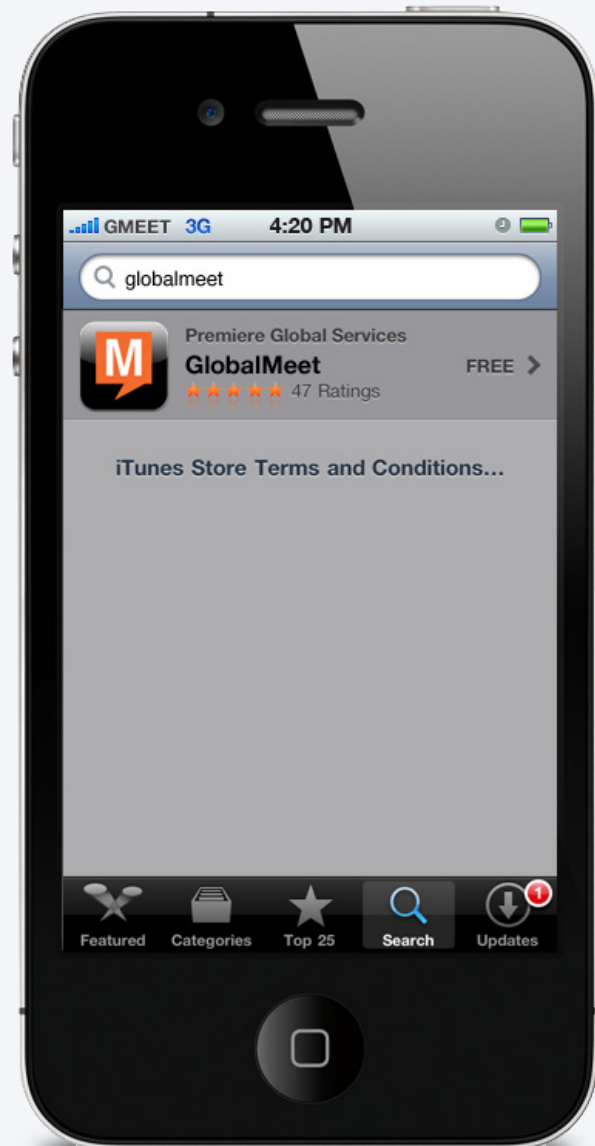 GMEET 3G 4:20 PM
globalmeet
Premiere Global Services
M
GlobalMeet
FREE
47 Ratings
iTunes Store Terms and Conditions...
1
Featured Categories Top 25 Search Updates